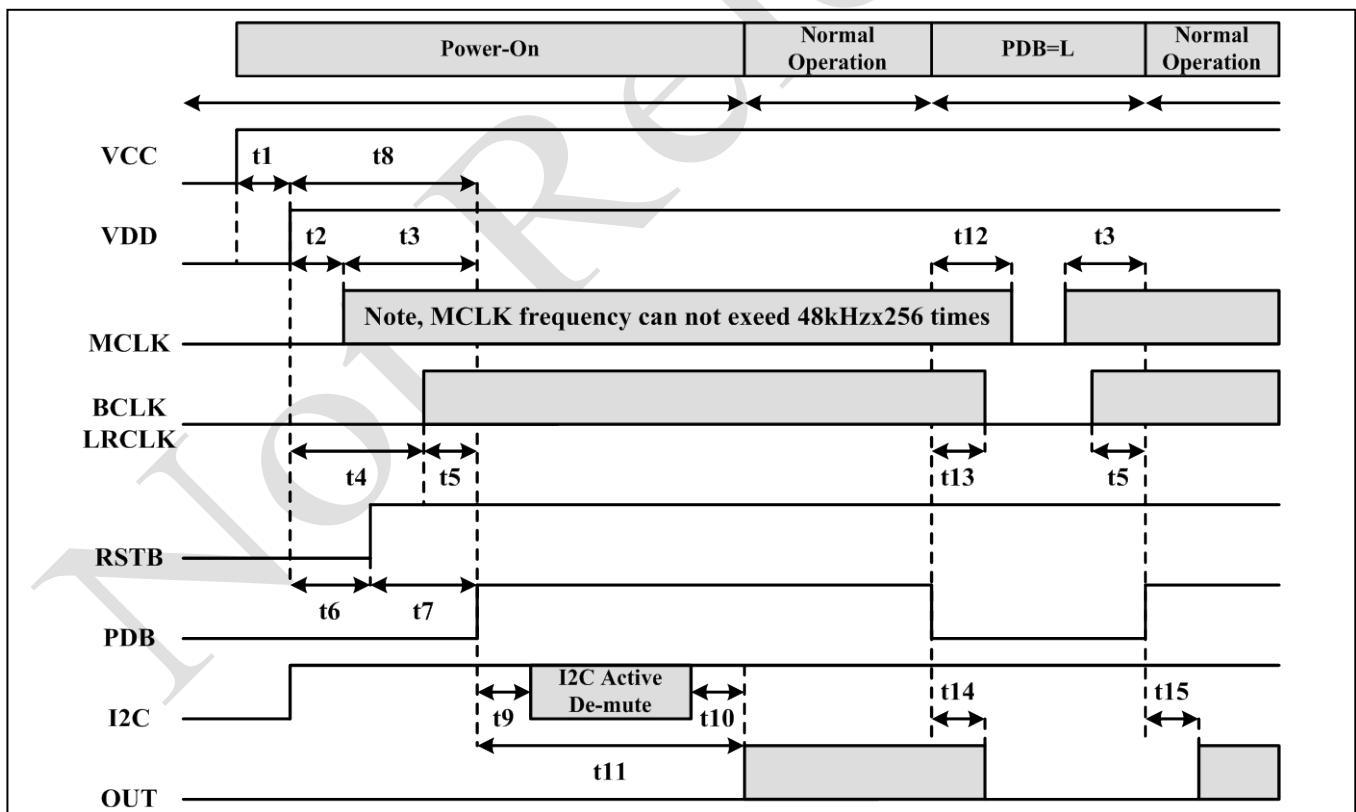 Power-On
Normal
Operation
PDB=L
Normal
Operation
VCC
t1
t8
VDD
t2
t3
t12
t3
MCLK
Note, MCLK frequency can not exeed 48kHzx256 times
BCLK
LRCLK
t4
t5
t13
t5
RSTB
t6
t7
PDB
I2C
t9
I2C Active
De-mute
t10
t14
t15
t11
OUT